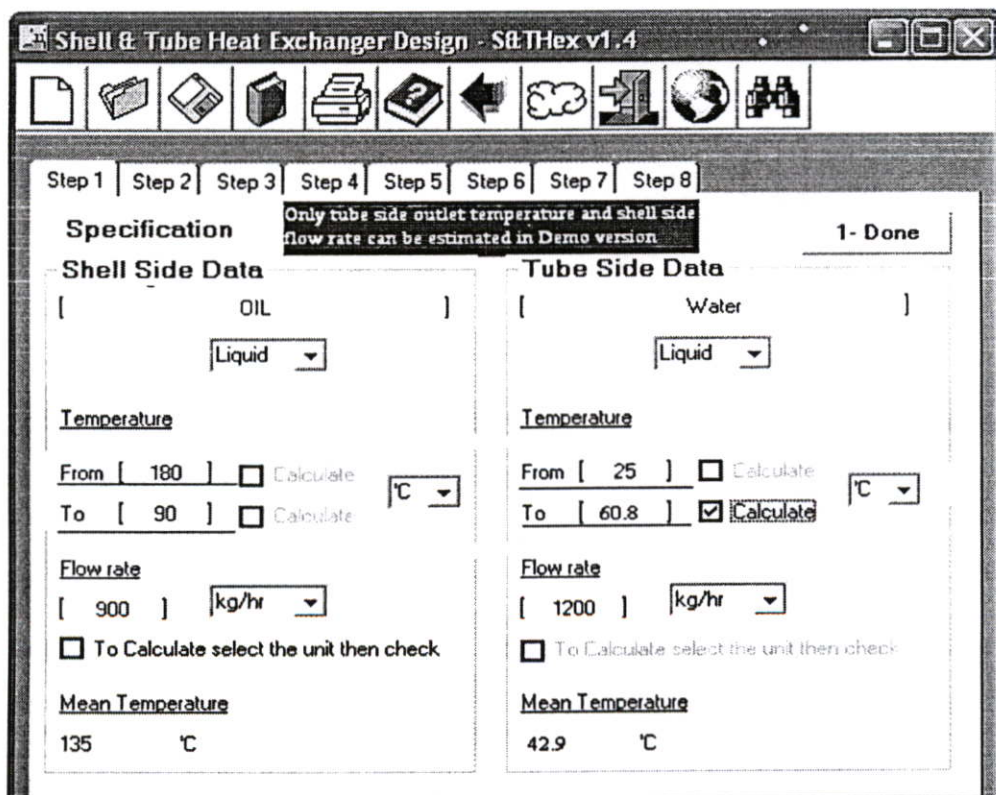 Shell & Tube Heat Exchanger Design - S&THex v1.4
Step 1 Step 2 Step 3 Step 4 Step 5 Step 6 Step 7 Step 8
Only tube side outlet temperature and shell side
flow rate can be estimated in Demo version
Specification
1- Done
Shell Side Data
[ OIL ]
Liquid
Temperature
From [ 180 ] Calculate
°C
To [ 90 ] Calculate
Flow rate
[ 900 ] kg/hr
To Calculate select the unit then check
Mean Temperature
135 °C
Tube Side Data
[ Water ]
Liquid
Temperature
From [ 25 ] Calculate
°C
To [ 60.8 ] Calculate
Flow rate
[ 1200 ] kg/hr
To Calculate select the unit then check
Mean Temperature
42.9 °C